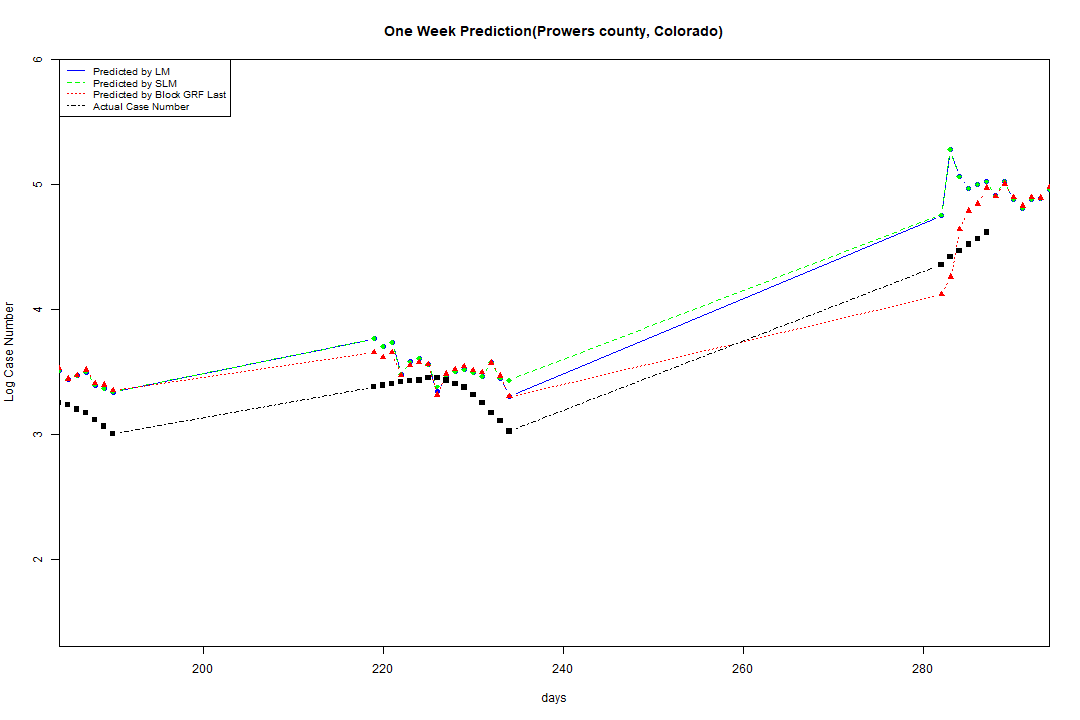 One Week Prediction(Prowers county, Colorado)
Predicted by LM
Predicted by SLM
Predicted by Block GRF Last
Actual Case Number
Log Case Number
6
5
4
3
2
200 220 240 260 280
days